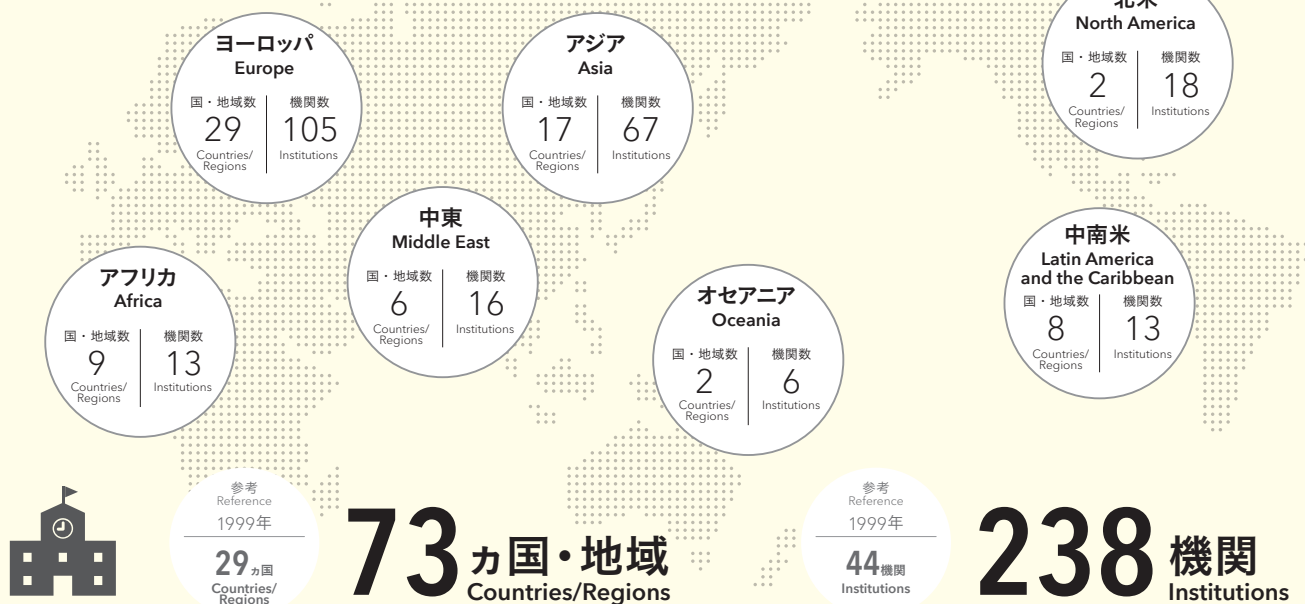 ヨーロッパ
Europe
国・地域数 機関数
29 105
Countries/ Institutions
Regions
アジア
Asia
国・地域数 機関数
17 67
Countries/ Institutions
Regions
北米
North America
国・地域数 機関数
2 18
Countries/ Institutions
Regions
中東
Middle East
国・地域数 機関数
6 16
Countries/ Institutions
Regions
アフリカ
Africa
国・地域数 機関数
9 13
Countries/ Institutions
Regions
オセアニア
Oceania
国・地域数 機関数
2 6
Countries/ Institutions
Regions
中南米
Latin America
and the Caribbean
国・地域数 機関数
8 13
Countries/ Institutions
Regions
参考
Reference
1999年
29ヵ国
Countries/
Regions
73ヵ国・地域
Countries/Regions
参考
Reference
1999年
44機関
Institutions
238機関
Institutions